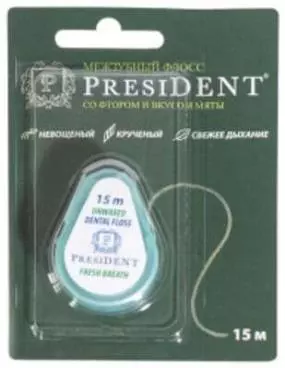 МЕЖЗУБНЫЙ ФЛОСС
P
PRESIDENT®
СО ФТОРОМ И ВКУСОМ МЯТЫ
НЕВОЩЕНЫЙ КРУЧЕНЫЙ СВЕЖЕЕ ДЫХАНИЕ
15 m
UNWAXED
DENTAL FLOSS
P
PRESIDENT
FRESH BREATH
15 м